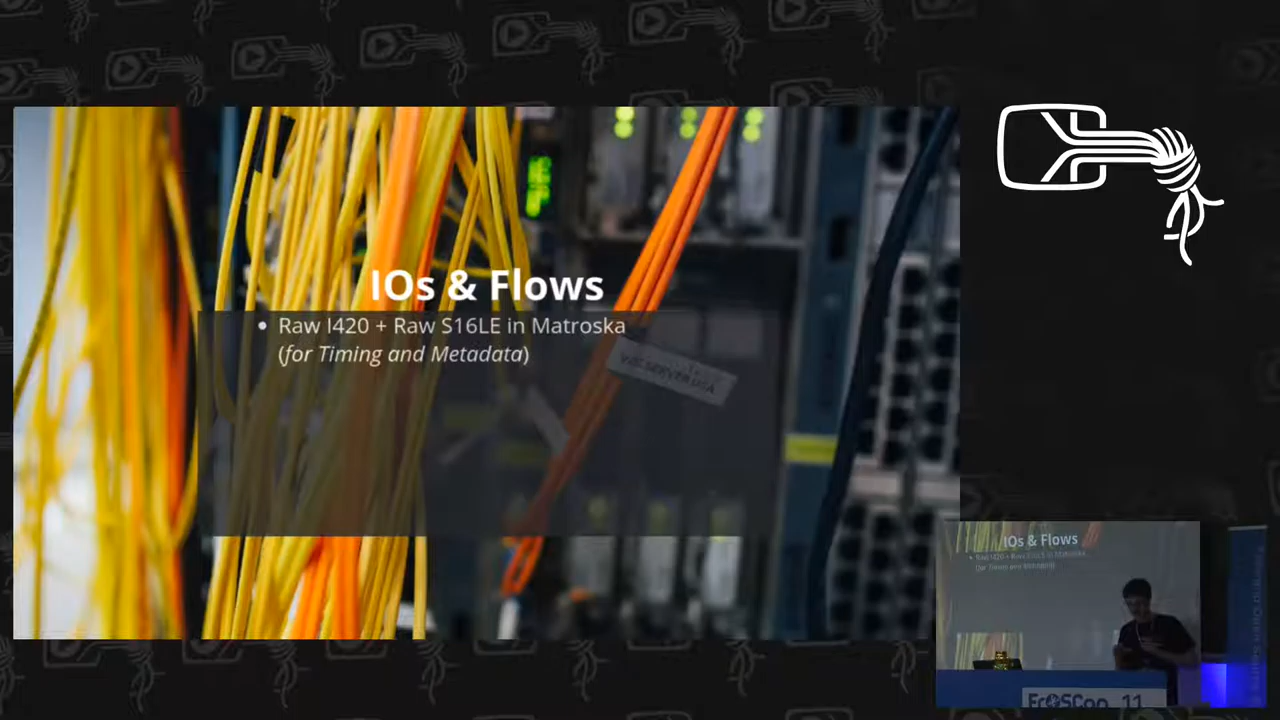 IOs & Flows
• Raw I420 + Raw S16LE in Matroska
(for Timing and Metadata)
IOs & Flows
FrOSCon 11